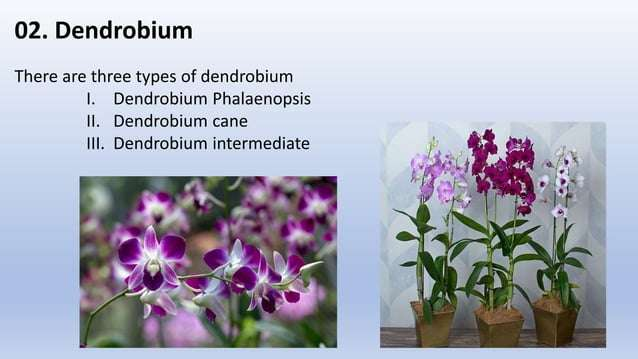 02. Dendrobium
There are three types of dendrobium
I. Dendrobium Phalaenopsis
II. Dendrobium cane
III. Dendrobium intermediate